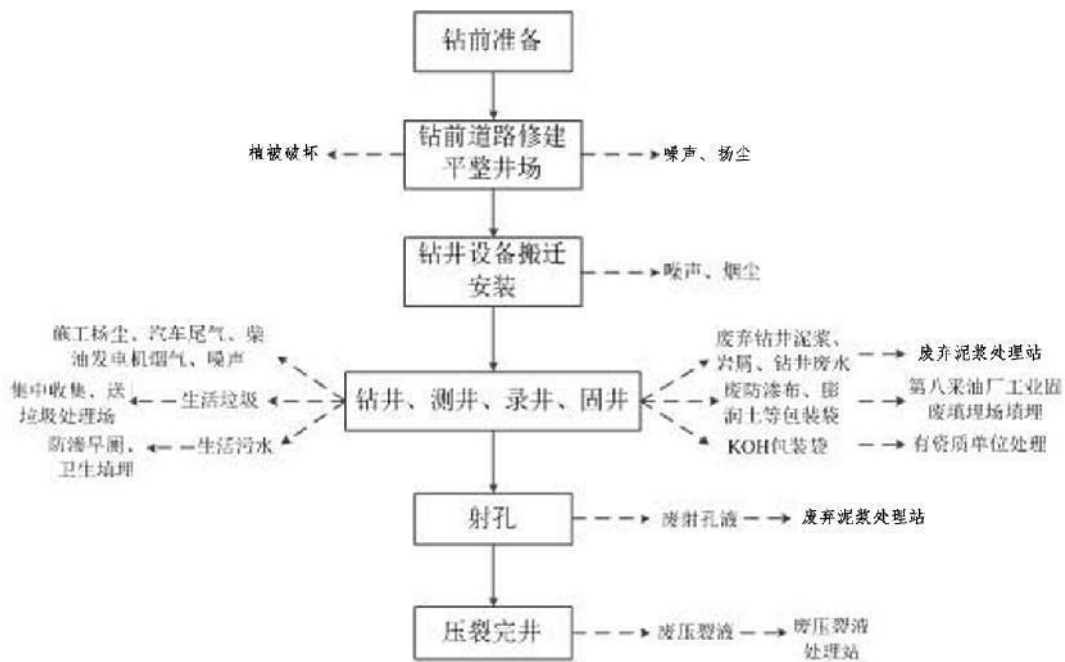 钻前准备
钻前道路修建
平整井场
植被破坏
噪声、扬尘
钻井设备搬迁
安装
噪声、烟尘
施工扬尘、汽车尾气、柴
油发电机烟气、噪声
集中收集、送
垃圾处理场
生活垃圾
防渗旱厕、
卫生填埋
生活污水
钻井、测井、录井、固井
废弃钻井泥浆、
岩屑、钻井废水
废弃泥浆处理站
废防渗布、膨
润土等包装袋
第八采油厂工业固
废填埋场填埋
KOH包装袋
有资质单位处理
射孔
废射孔液
废弃泥浆处理站
压裂完井
废压裂液
废压裂液
处理站